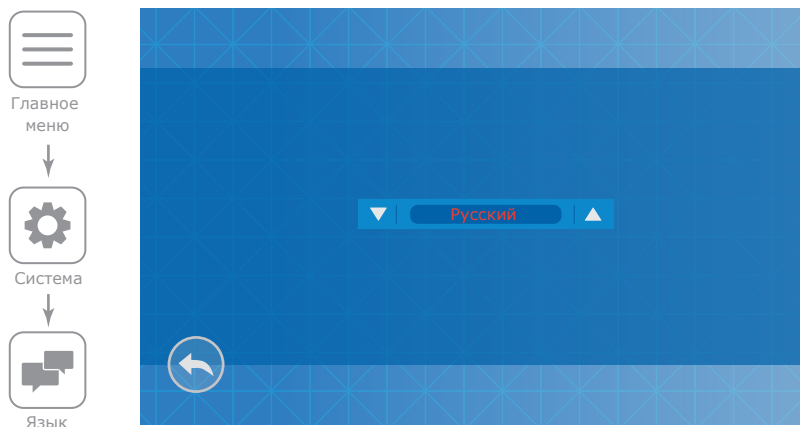 Главное
меню
Система
Язык
Русский